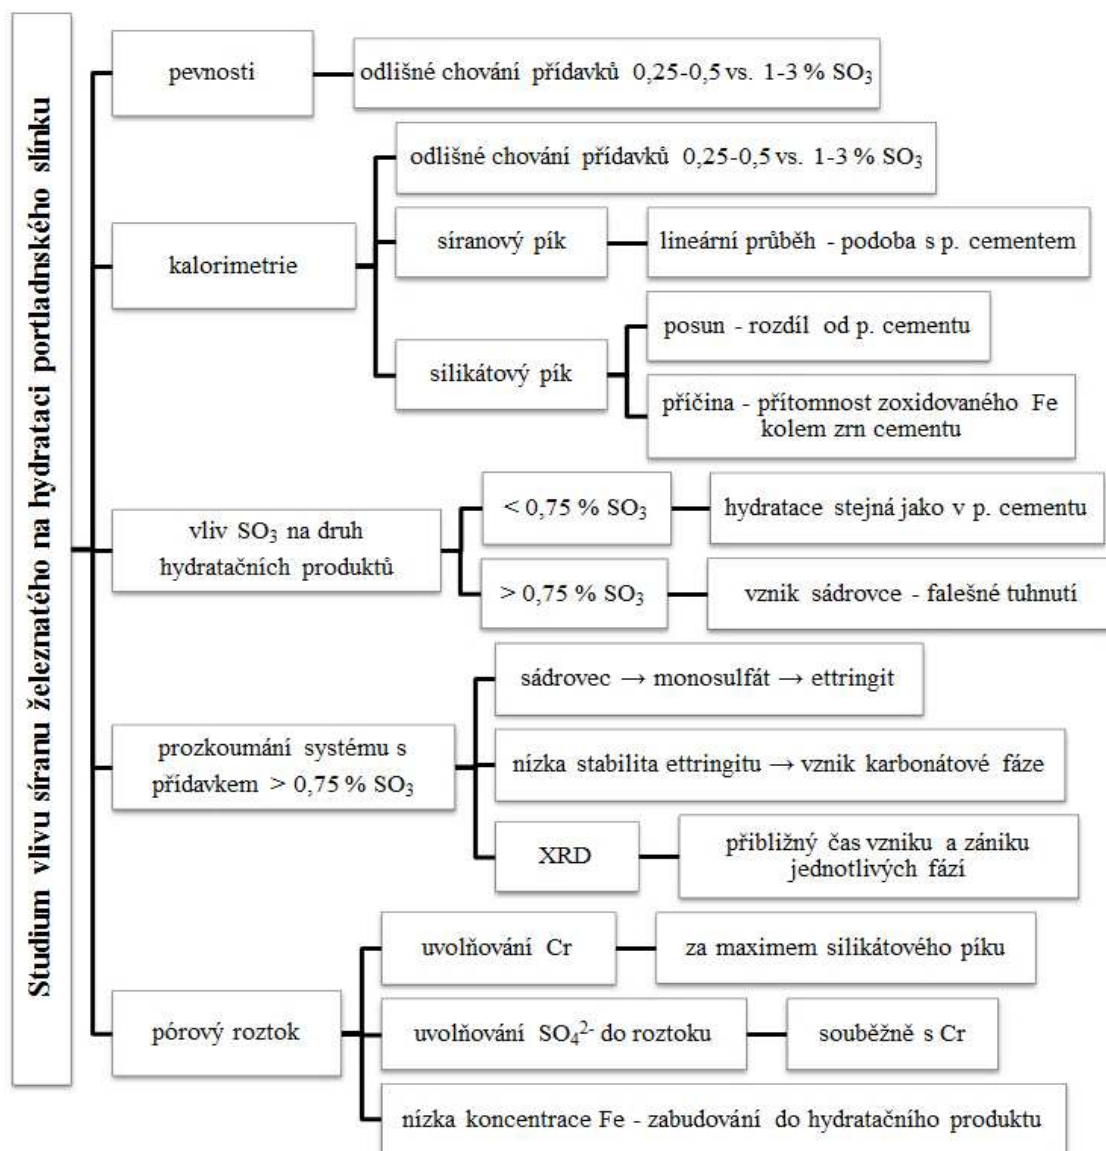 Studium vlivu síranu železnatého na hydrataci portladnského slínku
pevnosti
odlišné chování přídavků 0,25-0,5 vs. 1-3 % SO₃
kalorimetrie
odlišné chování přídavků 0,25-0,5 vs. 1-3 % SO₃
síranový pík
lineární průběh - podoba s p. cementem
silikátový pík
posun - rozdíl od p. cementu
příčina - přítomnost zoxidovaného Fe
kolem zrn cementu
vliv SO₃ na druh
hydratačních produktů
< 0,75 % SO₃
hydratace stejná jako v p. cementu
> 0,75 % SO₃
vznik sádrovce - falešné tuhnutí
prozkoumání systému s
přídavkem > 0,75 % SO₃
sádrovec → monosulfát → ettringit
nízka stabilita ettringitu → vznik karbonátové fáze
XRD
přibližný čas vzniku a zániku
jednotlivých fází
pórový roztok
uvolňování Cr
za maximem silikátového píku
uvolňování SO₄²⁻ do roztoku
souběžně s Cr
nízka koncentrace Fe - zabudování do hydratačního produktu